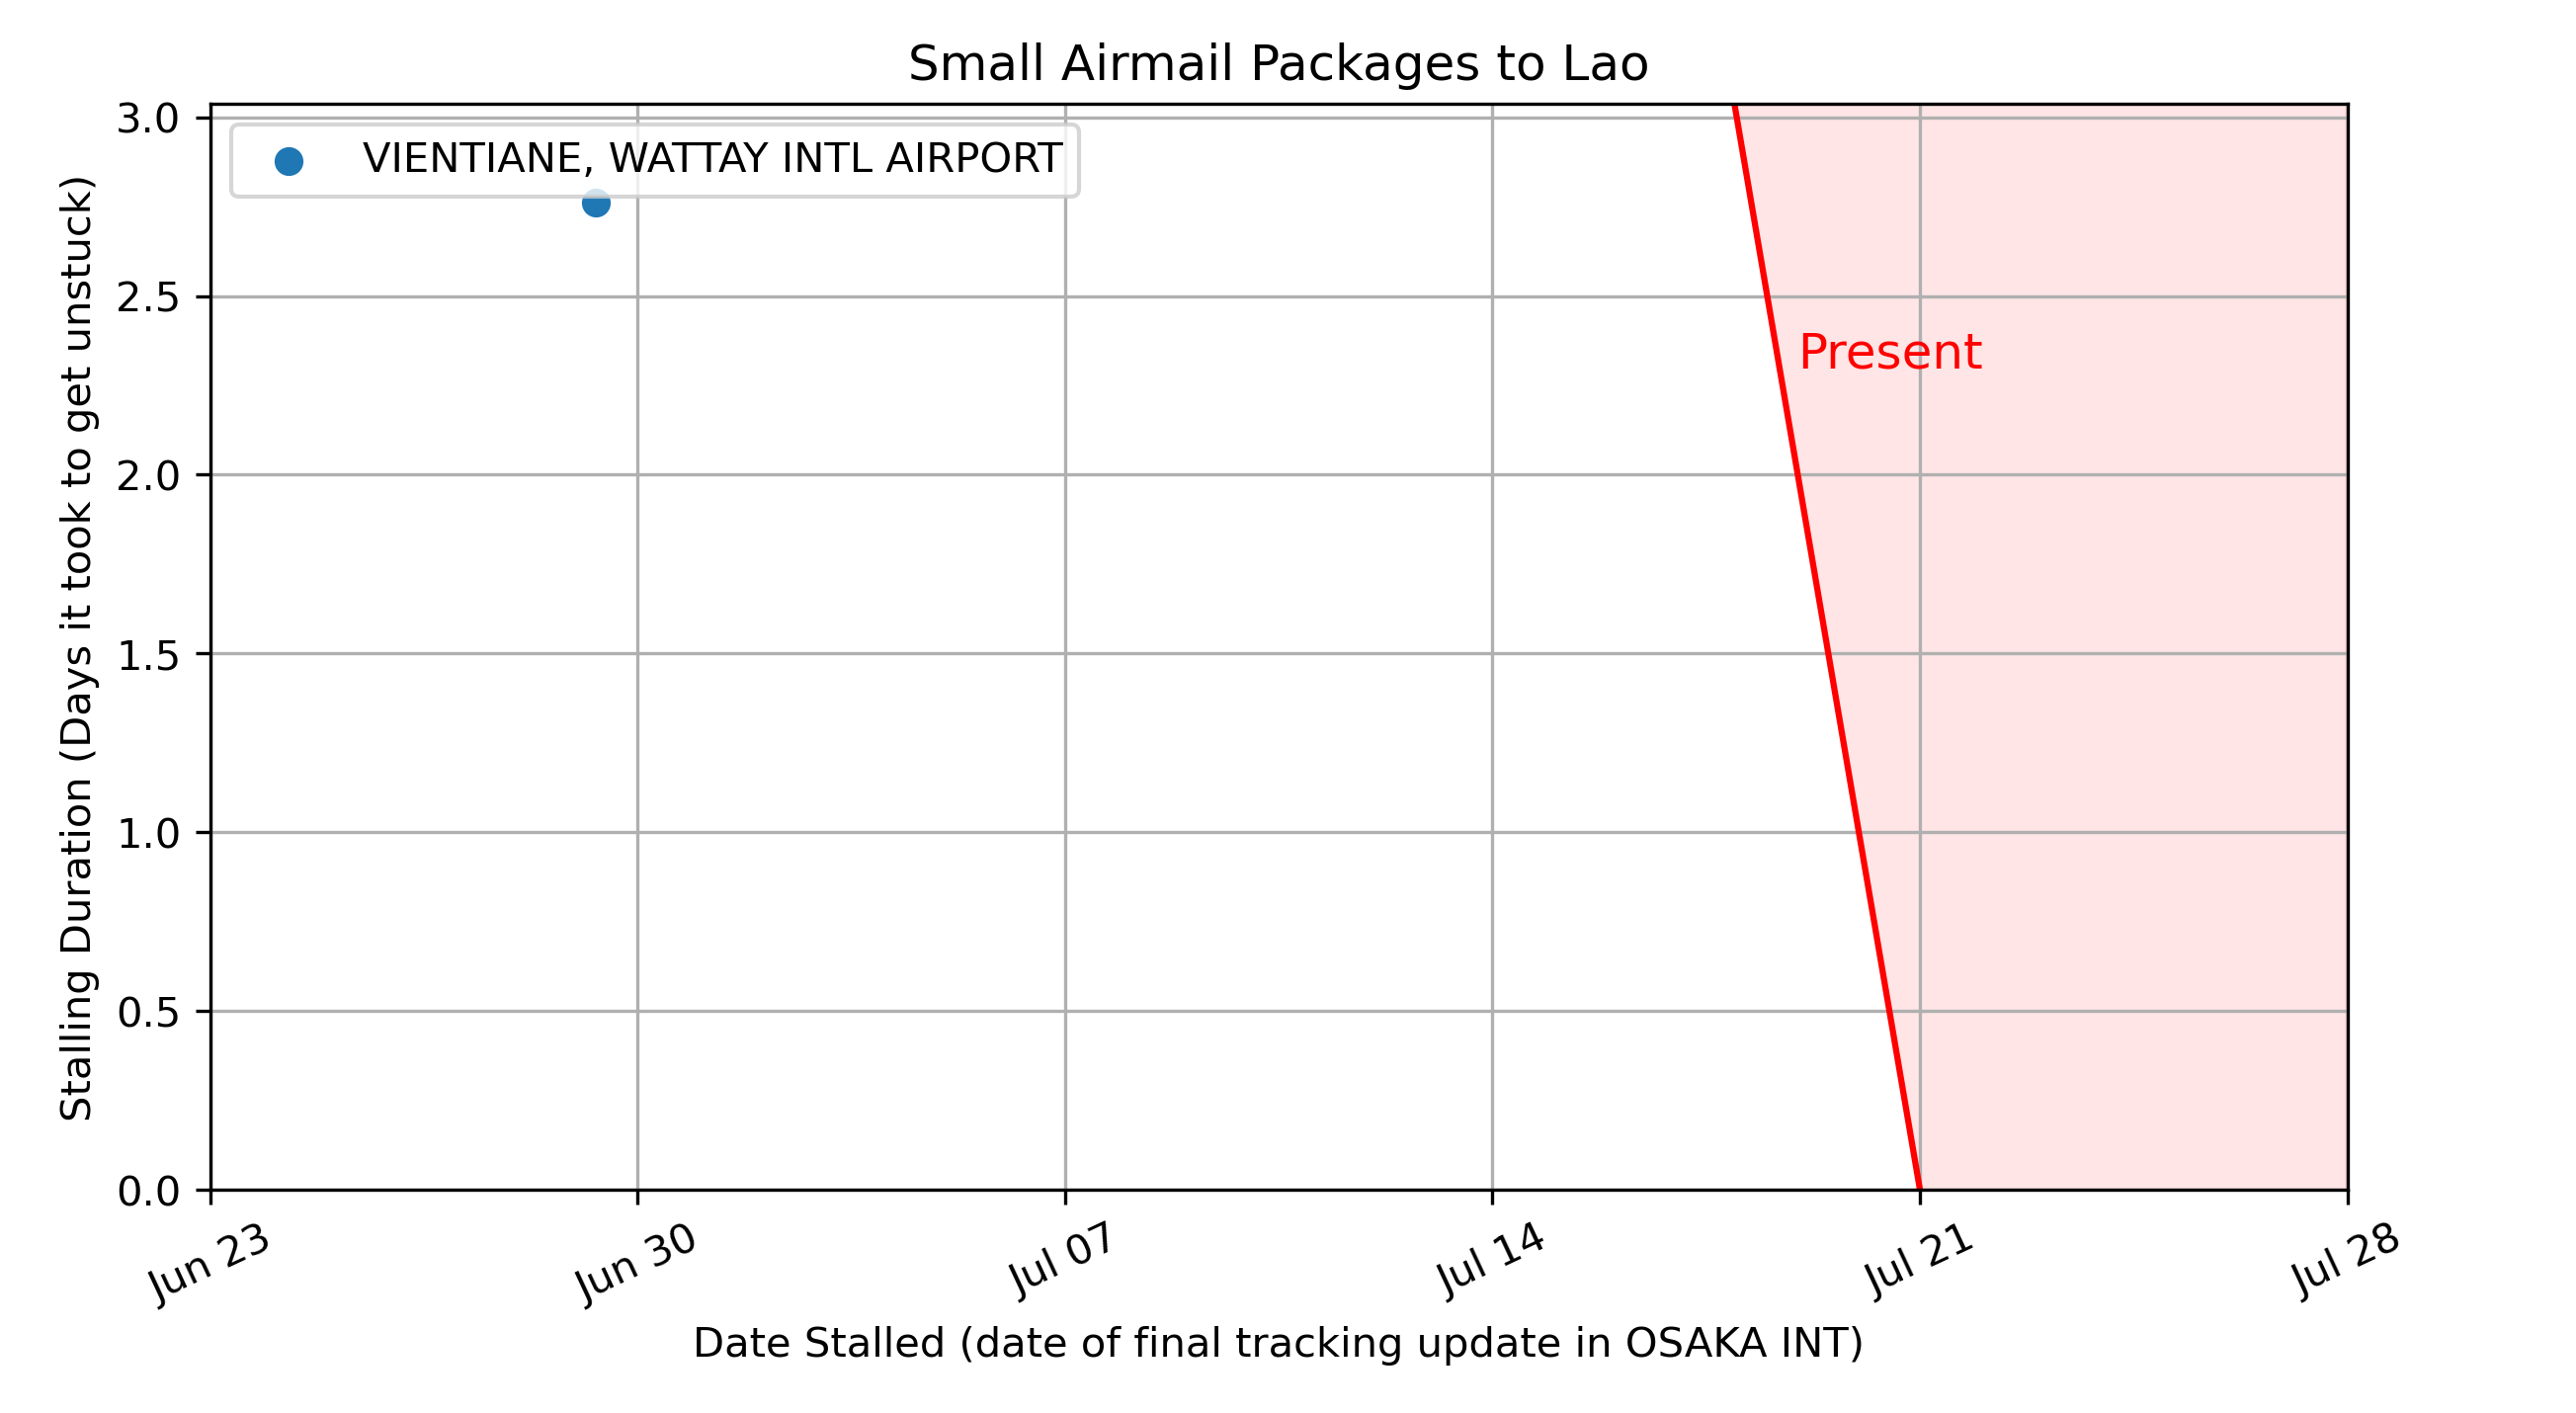 Small Airmail Packages to Lao
VIENTIANE, WATTAY INTL AIRPORT
Present
Stalling Duration (Days it took to get unstuck)
3.0
2.5
2.0
1.5
1.0
0.5
0.0
Jun 23
Jun 30
Jul 07
Jul 14
Jul 21
Jul 28
Date Stalled (date of final tracking update in OSAKA INT)